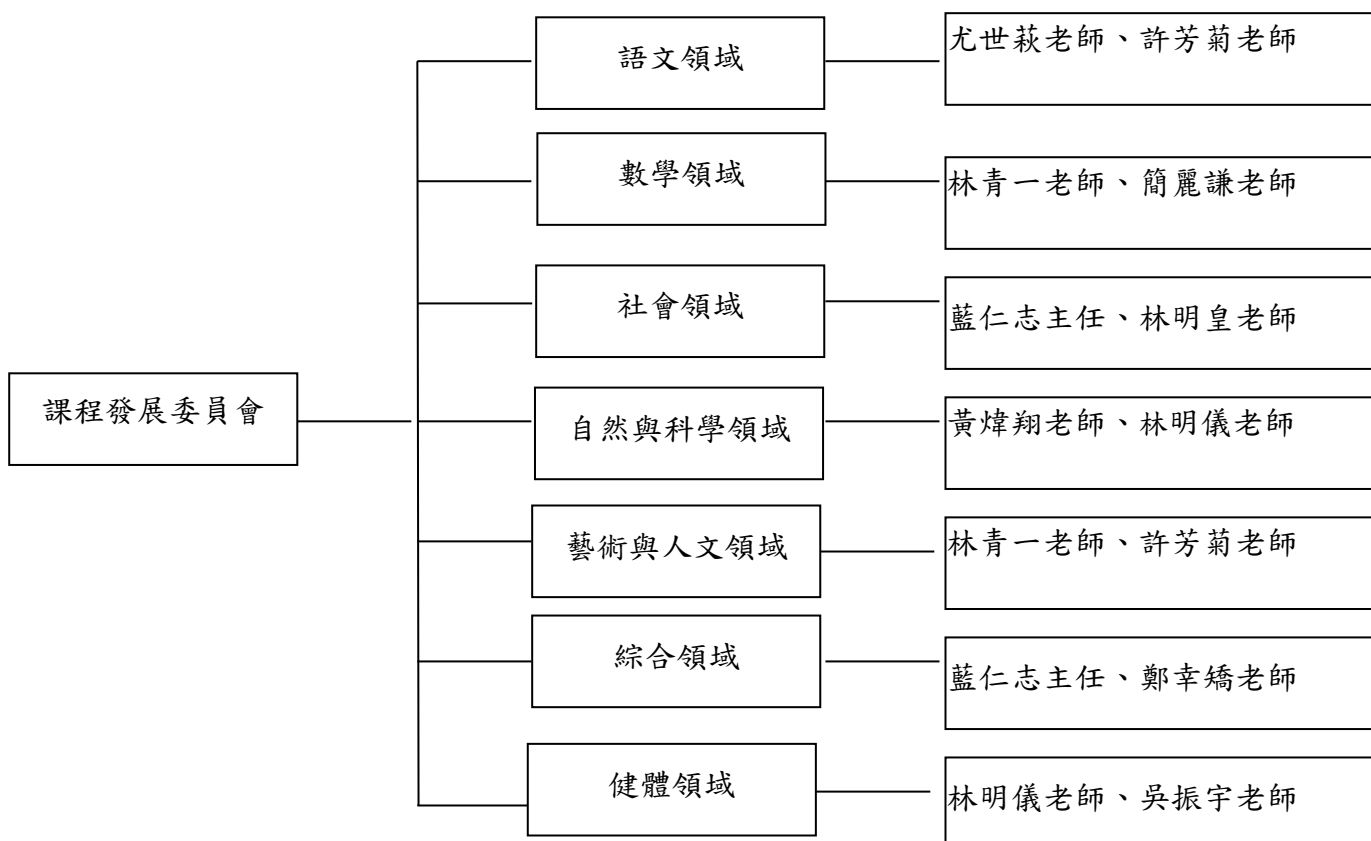 語文領域
尤世萩老師、許芳菊老師
數學領域
林青一老師、簡麗謙老師
社會領域
藍仁志主任、林明皇老師
課程發展委員會
自然與科學領域
黃煒翔老師、林明儀老師
藝術與人文領域
林青一老師、許芳菊老師
綜合領域
藍仁志主任、鄭幸矯老師
健體領域
林明儀老師、吳振宇老師